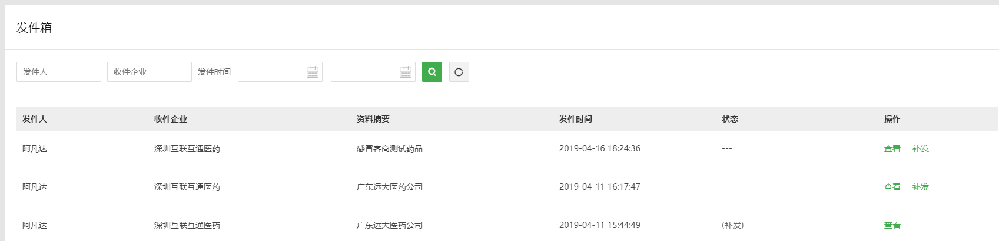 发件箱
发件人 收件企业 发件时间 -
发件人 收件企业 资料摘要 发件时间 状态 操作
阿凡达 深圳互联互通医药 感冒客商测试药品 2019-04-16 18:24:36 --- 查看 补发
阿凡达 深圳互联互通医药 广东远大医药公司 2019-04-11 16:17:47 --- 查看 补发
阿凡达 深圳互联互通医药 广东远大医药公司 2019-04-11 15:44:49 (补发) 查看